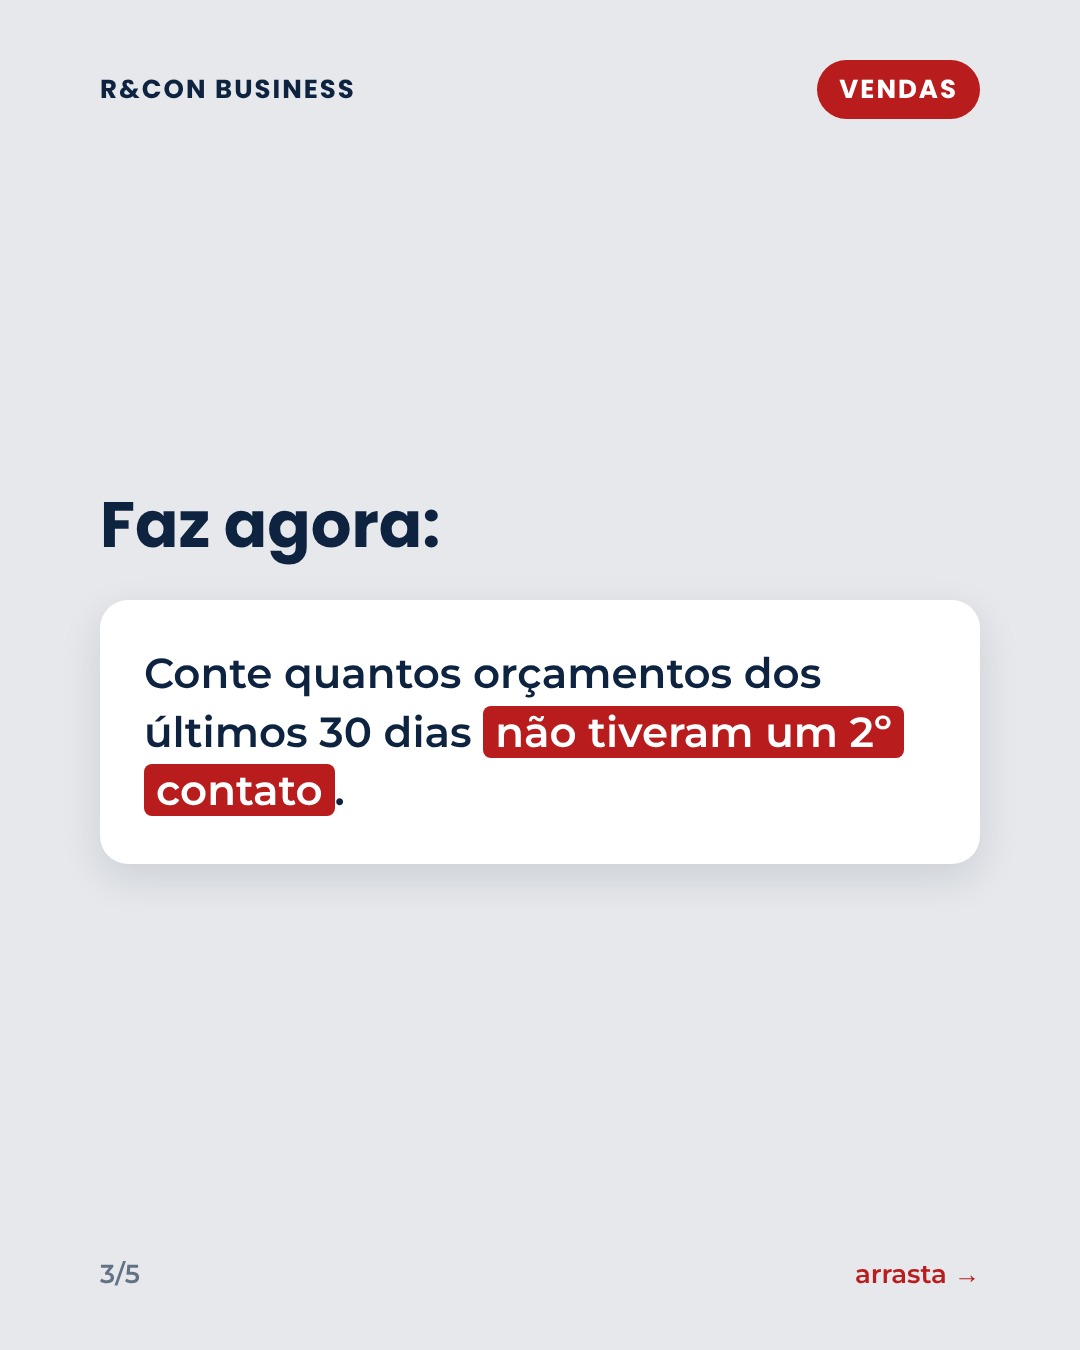 R&CON BUSINESS
VENDAS
Faz agora:
Conte quantos orçamentos dos
últimos 30 dias não tiveram um 2º
contato.
3/5
arrasta →